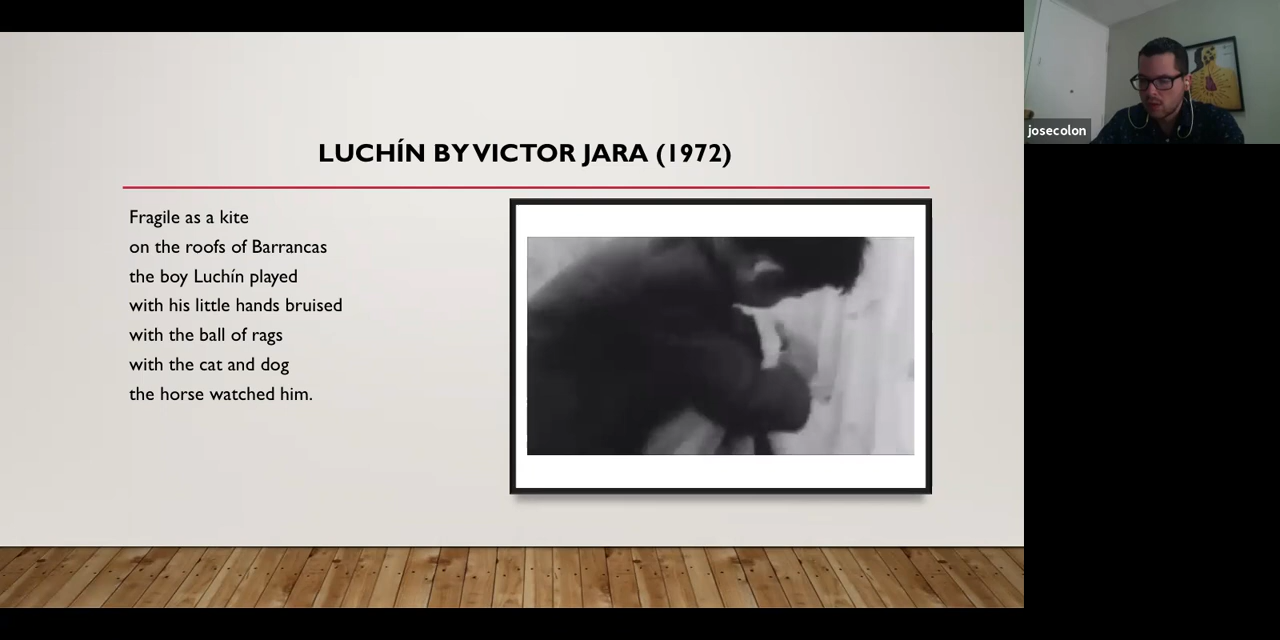 LUCHÍN BY VICTOR JARA (1972)
Fragile as a kite
on the roofs of Barrancas
the boy Luchín played
with his little hands bruised
with the ball of rags
with the cat and dog
the horse watched him.
josecolon